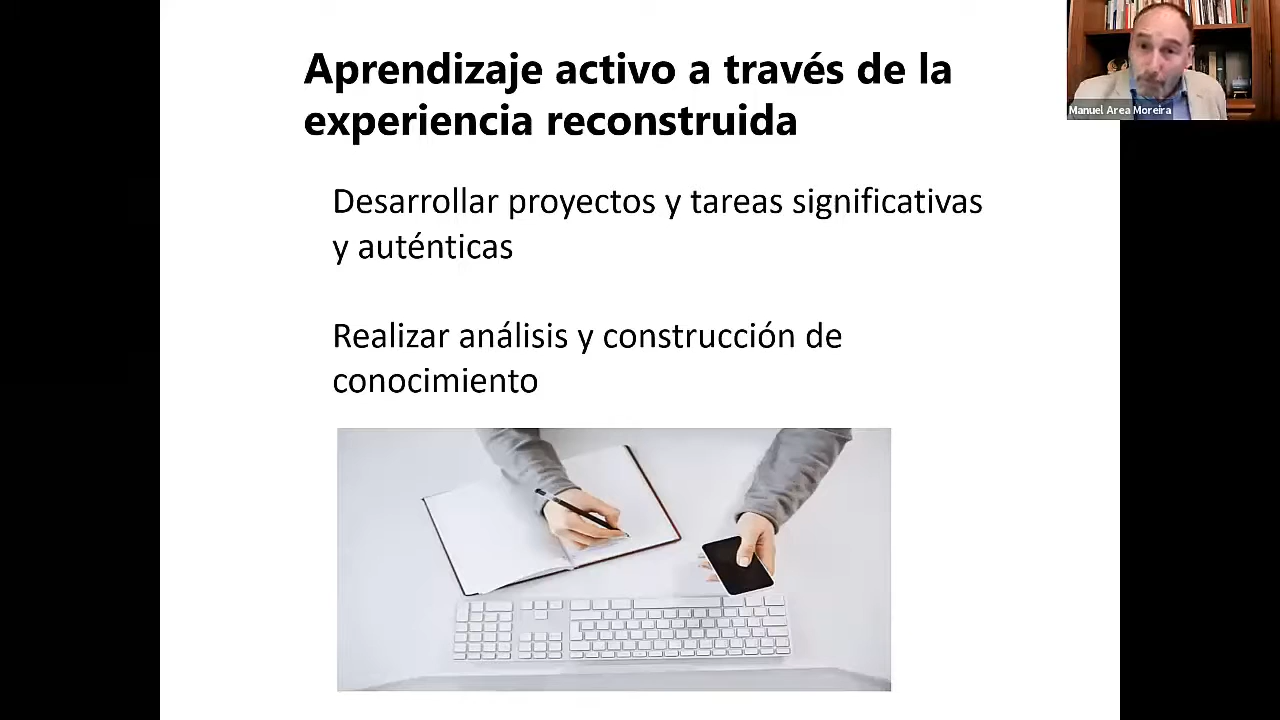 Aprendizaje activo a través de la
experiencia reconstruida
Desarrollar proyectos y tareas significativas
y auténticas
Realizar análisis y construcción de
conocimiento
Manuel Area Moreira